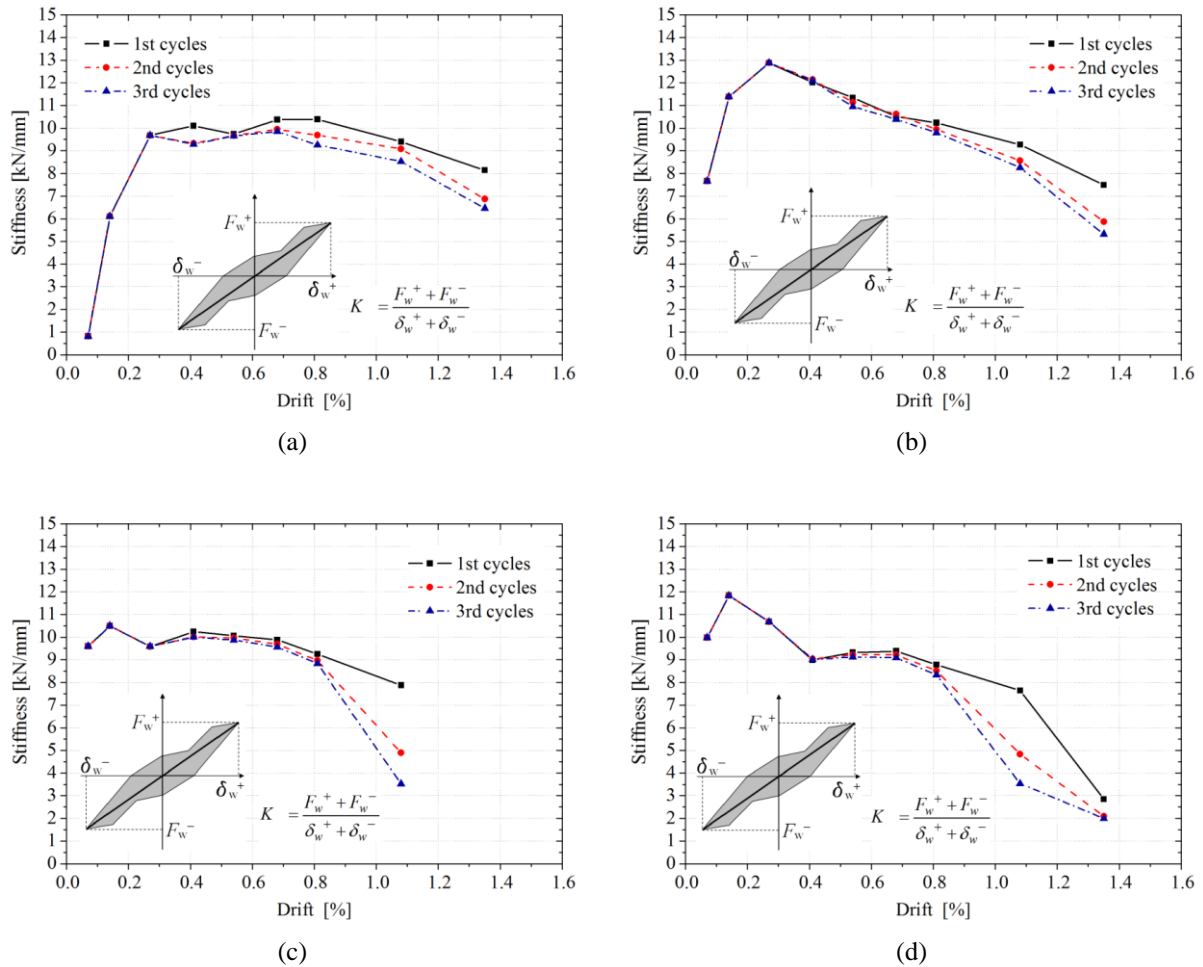 15
14
13
12
11
10
9
8
7
6
5
4
3
2
1
0
Stiffness [kN/mm]
1st cycles
2nd cycles
3rd cycles
F_w^+
δ_w^-
δ_w^+
F_w^-
K = (F_w^+ + F_w^-) / (δ_w^+ + δ_w^-)
0.0 0.2 0.4 0.6 0.8 1.0 1.2 1.4 1.6
Drift [%]
(a)
15
14
13
12
11
10
9
8
7
6
5
4
3
2
1
0
Stiffness [kN/mm]
1st cycles
2nd cycles
3rd cycles
F_w^+
δ_w^-
δ_w^+
F_w^-
K = (F_w^+ + F_w^-) / (δ_w^+ + δ_w^-)
0.0 0.2 0.4 0.6 0.8 1.0 1.2 1.4 1.6
Drift [%]
(b)
15
14
13
12
11
10
9
8
7
6
5
4
3
2
1
0
Stiffness [kN/mm]
1st cycles
2nd cycles
3rd cycles
F_w^+
δ_w^-
δ_w^+
F_w^-
K = (F_w^+ + F_w^-) / (δ_w^+ + δ_w^-)
0.0 0.2 0.4 0.6 0.8 1.0 1.2 1.4 1.6
Drift [%]
(c)
15
14
13
12
11
10
9
8
7
6
5
4
3
2
1
0
Stiffness [kN/mm]
1st cycles
2nd cycles
3rd cycles
F_w^+
δ_w^-
δ_w^+
F_w^-
K = (F_w^+ + F_w^-) / (δ_w^+ + δ_w^-)
0.0 0.2 0.4 0.6 0.8 1.0 1.2 1.4 1.6
Drift [%]
(d)